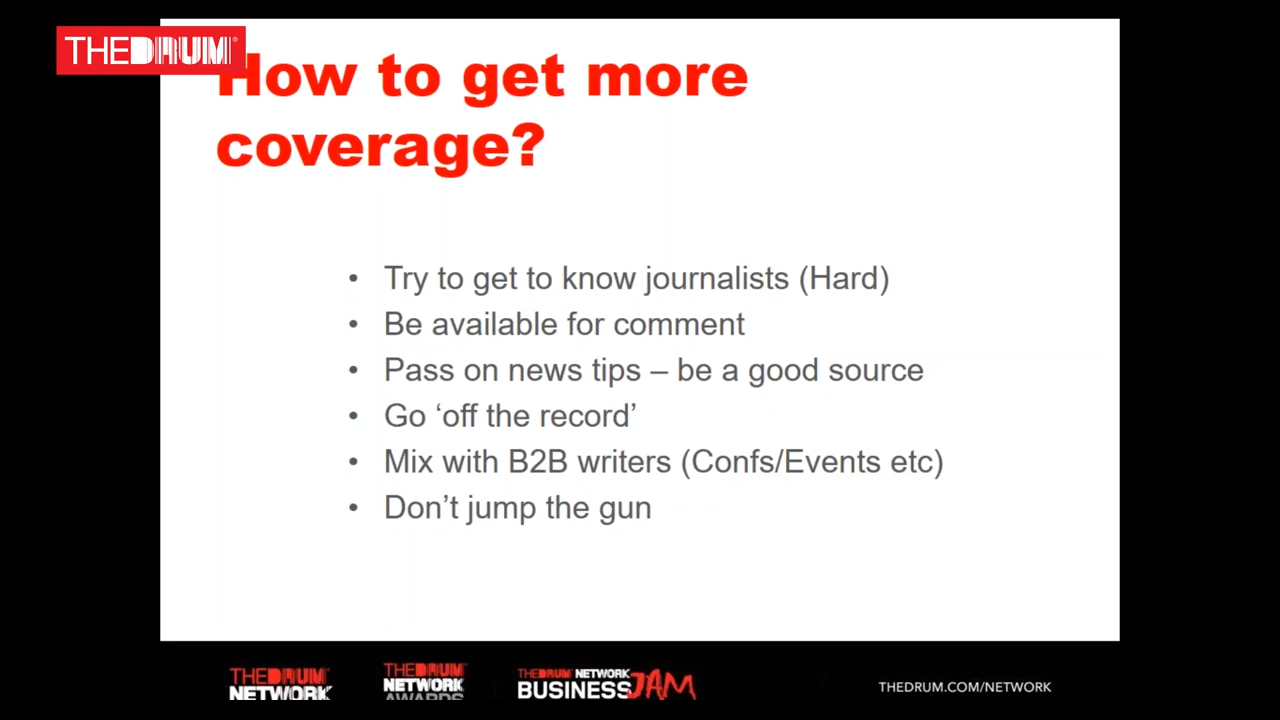 THEDRUM
How to get more
coverage?
• Try to get to know journalists (Hard)
• Be available for comment
• Pass on news tips – be a good source
• Go ‘off the record’
• Mix with B2B writers (Confs/Events etc)
• Don’t jump the gun
THEDRUM NETWORK
THEDRUM NETWORK AWARDS
THEDRUM NETWORK BUSINESS JAM
THEDRUM.COM/NETWORK